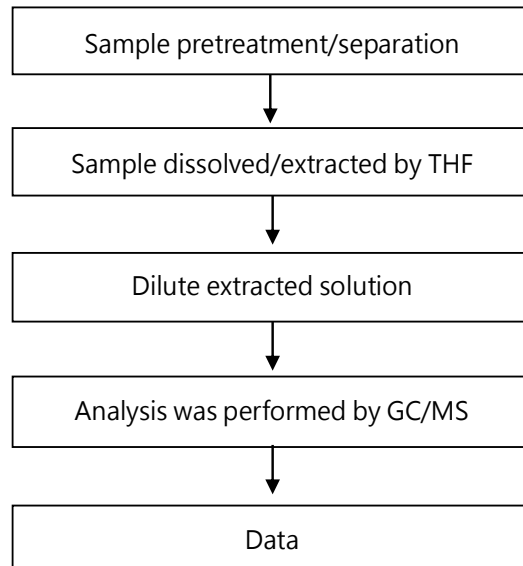 Sample pretreatment/separation
Sample dissolved/extracted by THF
Dilute extracted solution
Analysis was performed by GC/MS
Data